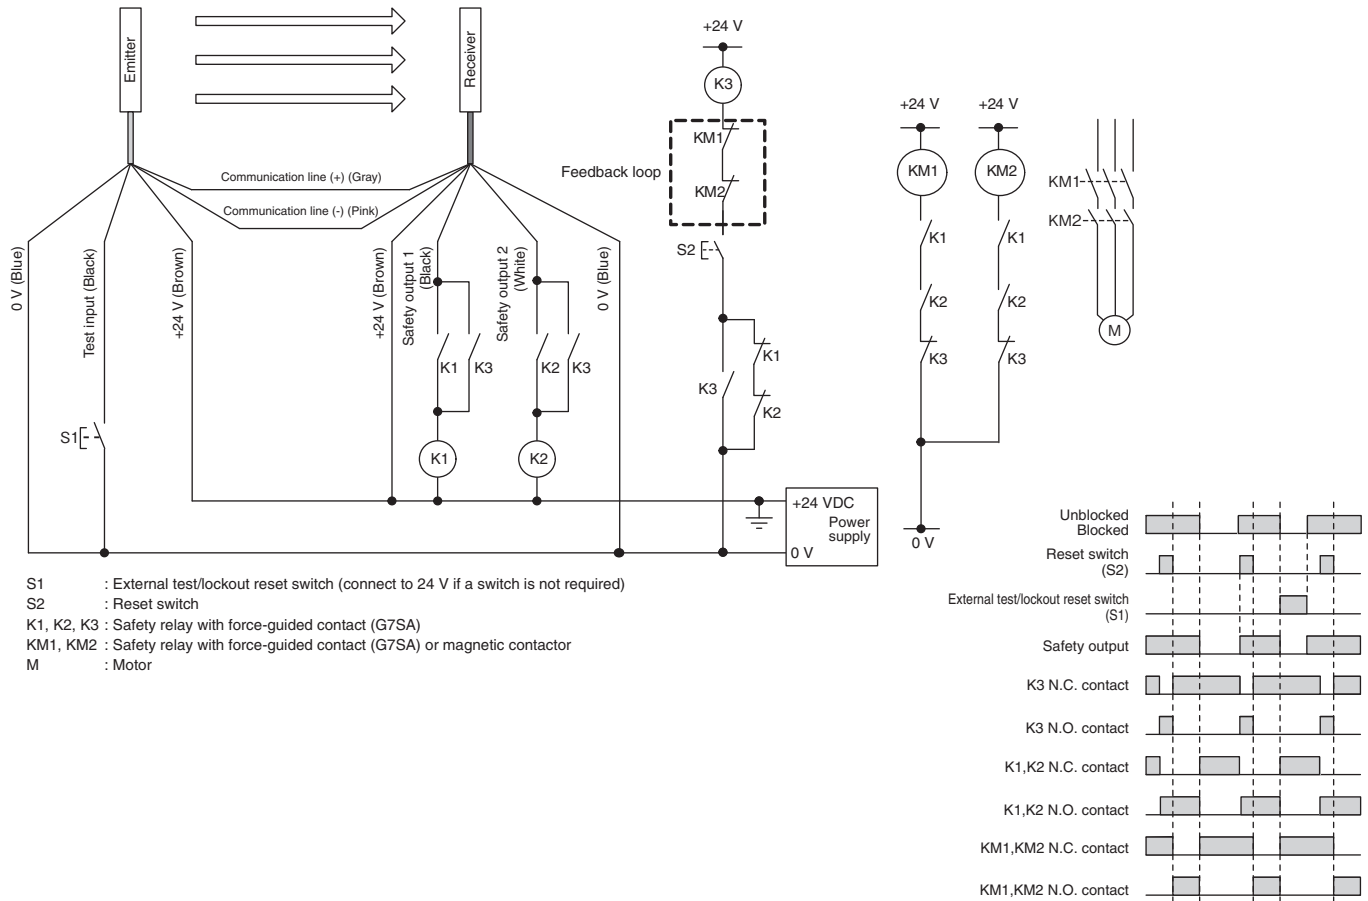 Emitter
Receiver
+24 V
K3
KM1
KM2
Feedback loop
S2
K3
K1
K2
+24 V
+24 V
KM1
KM2
K1
K1
K2
K2
K3
K3
0 V
KM1
KM2
M
Communication line (+) (Gray)
Communication line (-) (Pink)
0 V (Blue)
Test input (Black)
+24 V (Brown)
+24 V (Brown)
Safety output 1
(Black)
Safety output 2
(White)
0 V (Blue)
K1
K3
K2
K3
S1
K1
K2
+24 VDC
Power
supply
0 V
S1 : External test/lockout reset switch (connect to 24 V if a switch is not required)
S2 : Reset switch
K1, K2, K3 : Safety relay with force-guided contact (G7SA)
KM1, KM2 : Safety relay with force-guided contact (G7SA) or magnetic contactor
M : Motor
Unblocked
Blocked
Reset switch
(S2)
External test/lockout reset switch
(S1)
Safety output
K3 N.C. contact
K3 N.O. contact
K1,K2 N.C. contact
K1,K2 N.O. contact
KM1,KM2 N.C. contact
KM1,KM2 N.O. contact